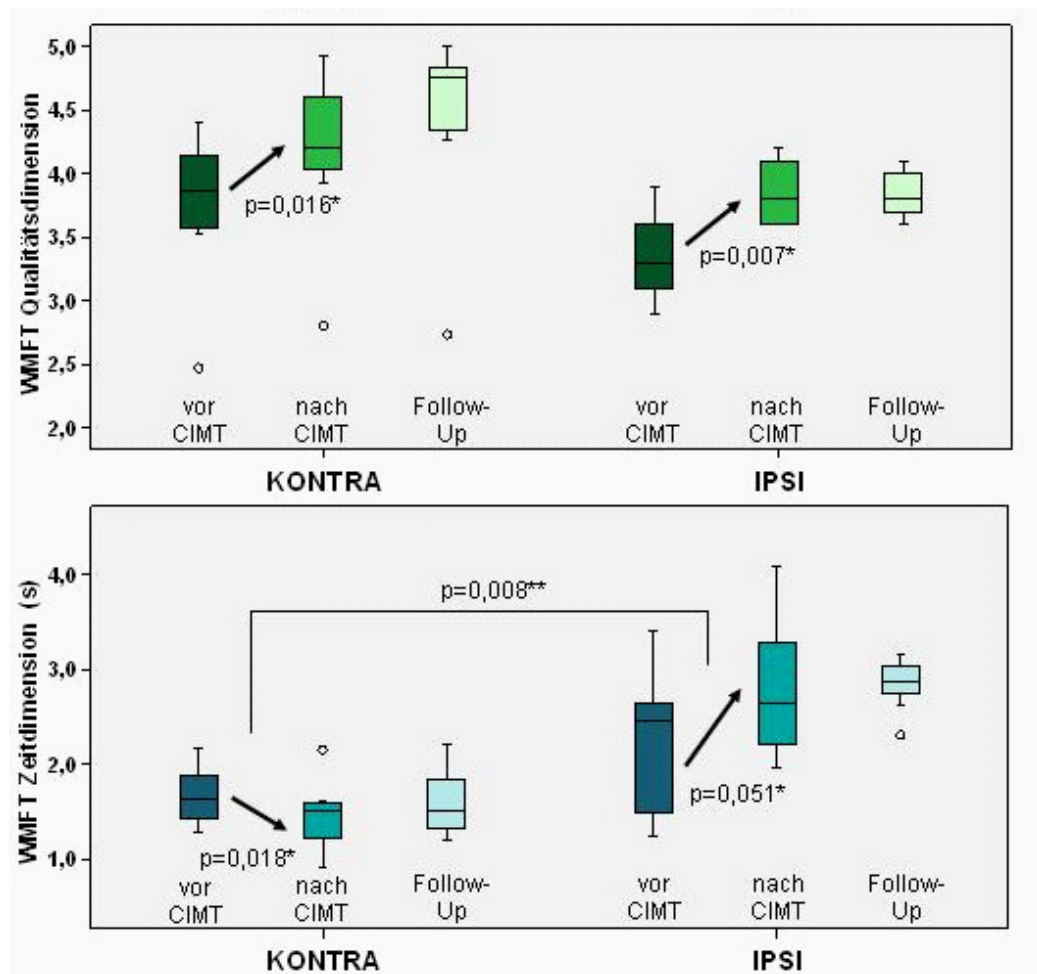 WMFT Qualitätsdimension
5,0
4,5
4,0
3,5
3,0
2,5
2,0
p=0,016*
p=0,007*
vor CIMT
nach CIMT
Follow-Up
vor CIMT
nach CIMT
Follow-Up
KONTRA
IPSI
WMFT Zeitdimension (s)
4,0
3,0
2,0
1,0
p=0,008**
p=0,018*
p=0,051*
vor CIMT
nach CIMT
Follow-Up
vor CIMT
nach CIMT
Follow-Up
KONTRA
IPSI